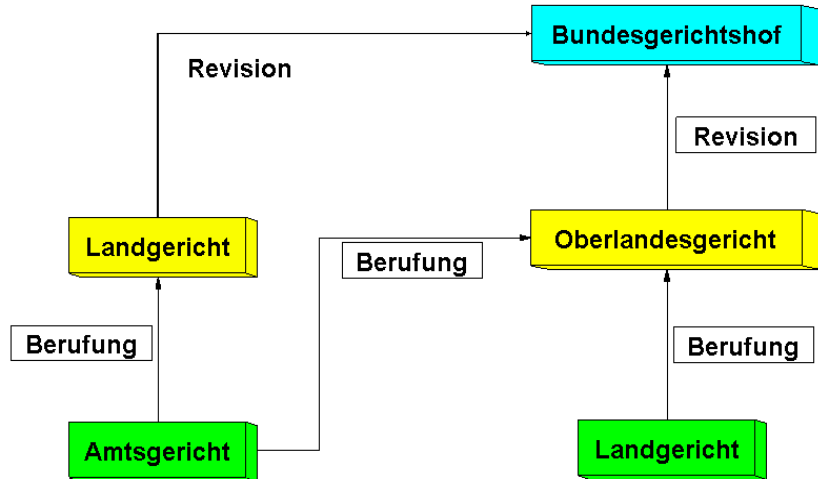 Bundesgerichtshof
Revision
Revision
Landgericht
Oberlandesgericht
Berufung
Berufung
Berufung
Amtsgericht
Landgericht